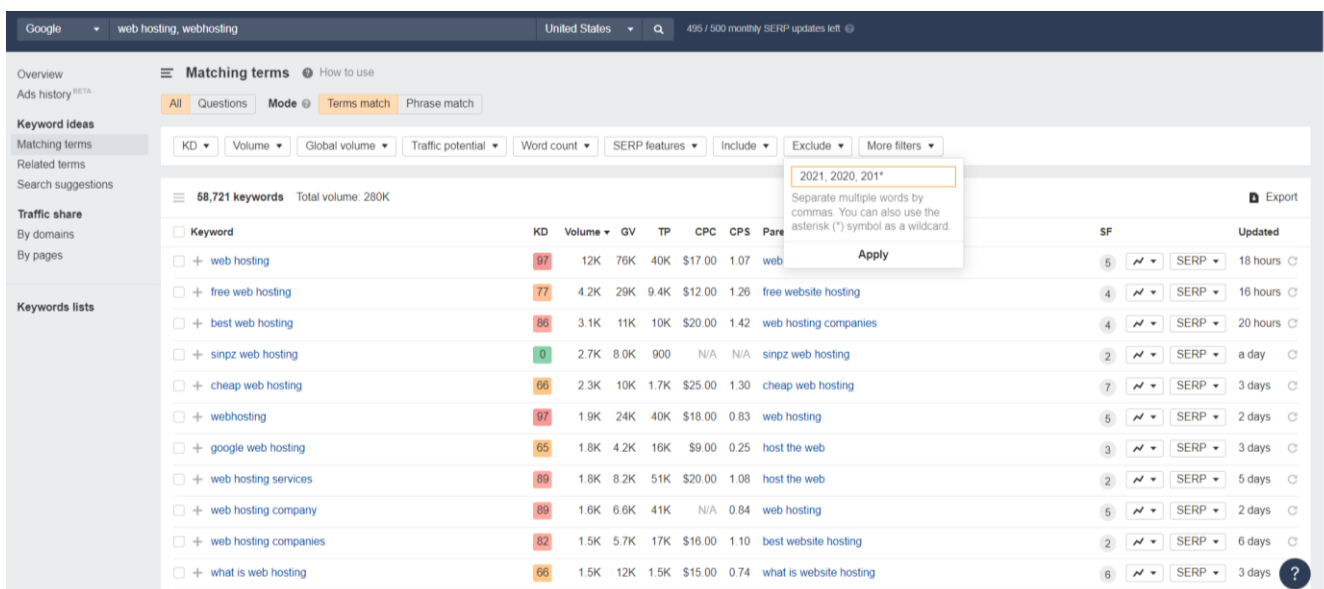 Google web hosting, webhosting United States 495 / 500 monthly SERP updates left
Overview
Ads history BETA
Keyword ideas
Matching terms
Related terms
Search suggestions
Traffic share
By domains
By pages
Keywords lists
Matching terms How to use
All Questions Mode Terms match Phrase match
KD Volume Global volume Traffic potential Word count SERP features Include Exclude More filters
2021, 2020, 201*
Separate multiple words by
commas. You can also use the
asterisk (*) symbol as a wildcard.
Apply
58,721 keywords Total volume: 280K Export
Keyword KD Volume GV TP CPC CPS Pare SF Updated
web hosting 97 12K 76K 40K $17.00 1.07 web 5 SERP 18 hours
free web hosting 77 4.2K 29K 9.4K $12.00 1.26 free website hosting 4 SERP 16 hours
best web hosting 86 3.1K 11K 10K $20.00 1.42 web hosting companies 4 SERP 20 hours
sinpz web hosting 0 2.7K 8.0K 900 N/A N/A sinpz web hosting 2 SERP a day
cheap web hosting 66 2.3K 10K 1.7K $25.00 1.30 cheap web hosting 7 SERP 3 days
webhosting 97 1.9K 24K 40K $18.00 0.83 web hosting 5 SERP 2 days
google web hosting 65 1.8K 4.2K 16K $9.00 0.25 host the web 3 SERP 3 days
web hosting services 89 1.8K 8.2K 51K $20.00 1.08 host the web 2 SERP 5 days
web hosting company 89 1.6K 6.6K 41K N/A 0.84 web hosting 5 SERP 2 days
web hosting companies 82 1.5K 5.7K 17K $16.00 1.10 best website hosting 2 SERP 6 days
what is web hosting 66 1.5K 12K 1.5K $15.00 0.74 what is website hosting 6 SERP 3 days
?